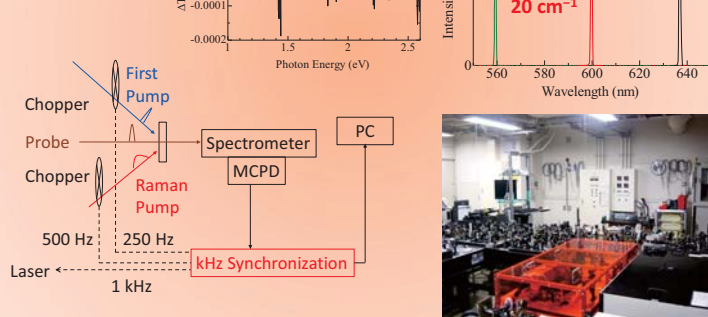 -0.0001
-0.0002
1
1.5
2
2.5
Photon Energy (eV)
20 cm⁻¹
0
560
580
600
620
640
Wavelength (nm)
First
Pump
Chopper
Probe
Chopper
Raman
Pump
Spectrometer
MCPD
PC
500 Hz
250 Hz
kHz Synchronization
Laser
1 kHz